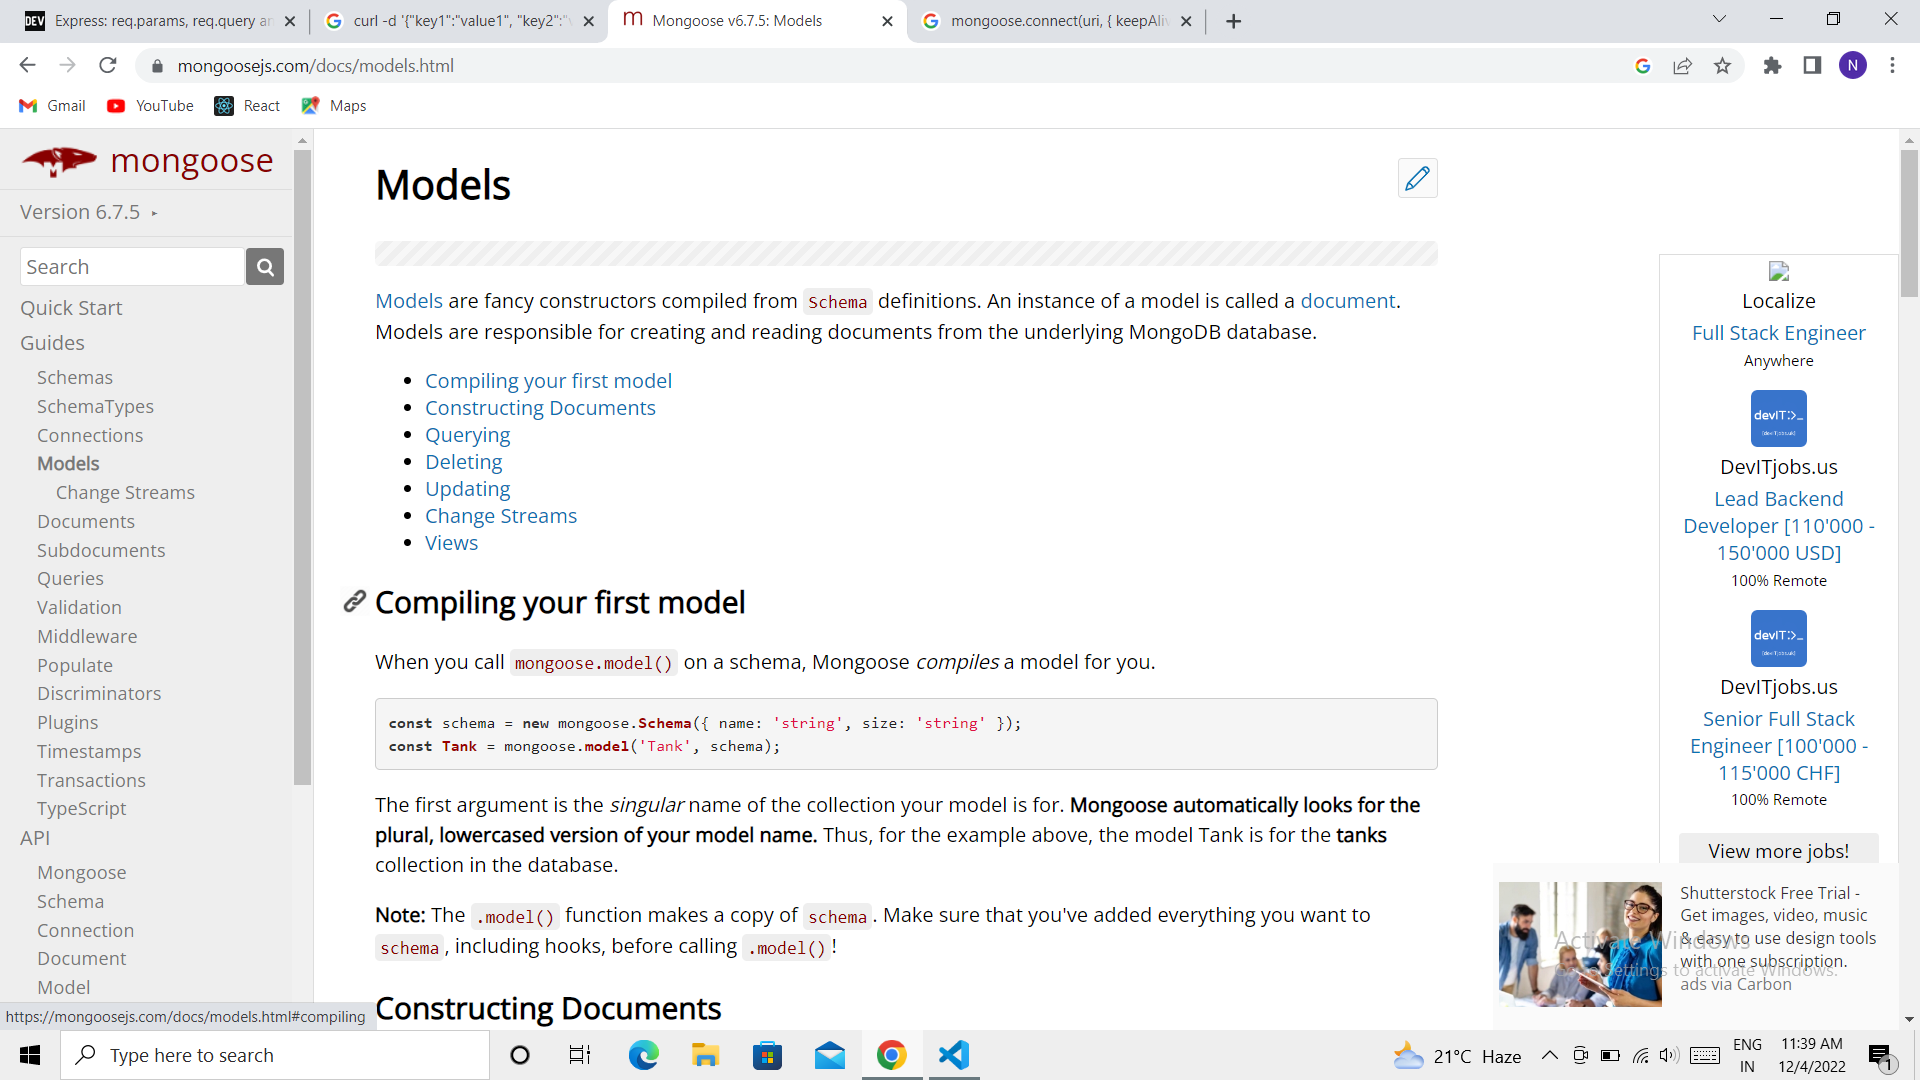 Express: req.params, req.query an
curl -d '{"key1":"value1", "key2":"v
Mongoose v6.7.5: Models
mongoose.connect(uri, { keepAliv
mongoosejs.com/docs/models.html
N
Gmail
YouTube
React
Maps
mongoose
Version 6.7.5
Search
Quick Start
Guides
Schemas
SchemaTypes
Connections
Models
Change Streams
Documents
Subdocuments
Queries
Validation
Middleware
Populate
Discriminators
Plugins
Timestamps
Transactions
TypeScript
API
Mongoose
Schema
Connection
Document
Model
https://mongoosejs.com/docs/models.html#compiling
Models
Models are fancy constructors compiled from Schema definitions. An instance of a model is called a document.
Models are responsible for creating and reading documents from the underlying MongoDB database.
Compiling your first model
Constructing Documents
Querying
Deleting
Updating
Change Streams
Views
Compiling your first model
When you call mongoose.model() on a schema, Mongoose compiles a model for you.
const schema = new mongoose.Schema({ name: 'string', size: 'string' });
const Tank = mongoose.model('Tank', schema);
The first argument is the singular name of the collection your model is for. Mongoose automatically looks for the
plural, lowercased version of your model name. Thus, for the example above, the model Tank is for the tanks
collection in the database.
Note: The .model() function makes a copy of schema. Make sure that you've added everything you want to
schema, including hooks, before calling .model()!
Constructing Documents
Localize
Full Stack Engineer
Anywhere
devIT:>_
DevITjobs.us
Lead Backend
Developer [110'000 -
150'000 USD]
100% Remote
devIT:>_
DevITjobs.us
Senior Full Stack
Engineer [100'000 -
115'000 CHF]
100% Remote
View more jobs!
Shutterstock Free Trial -
Get images, video, music
& easy to use design tools
with one subscription.
ads via Carbon
Activate Windows
Go to Settings to activate Windows.
Type here to search
21°C Haze
ENG
IN
11:39 AM
12/4/2022
1